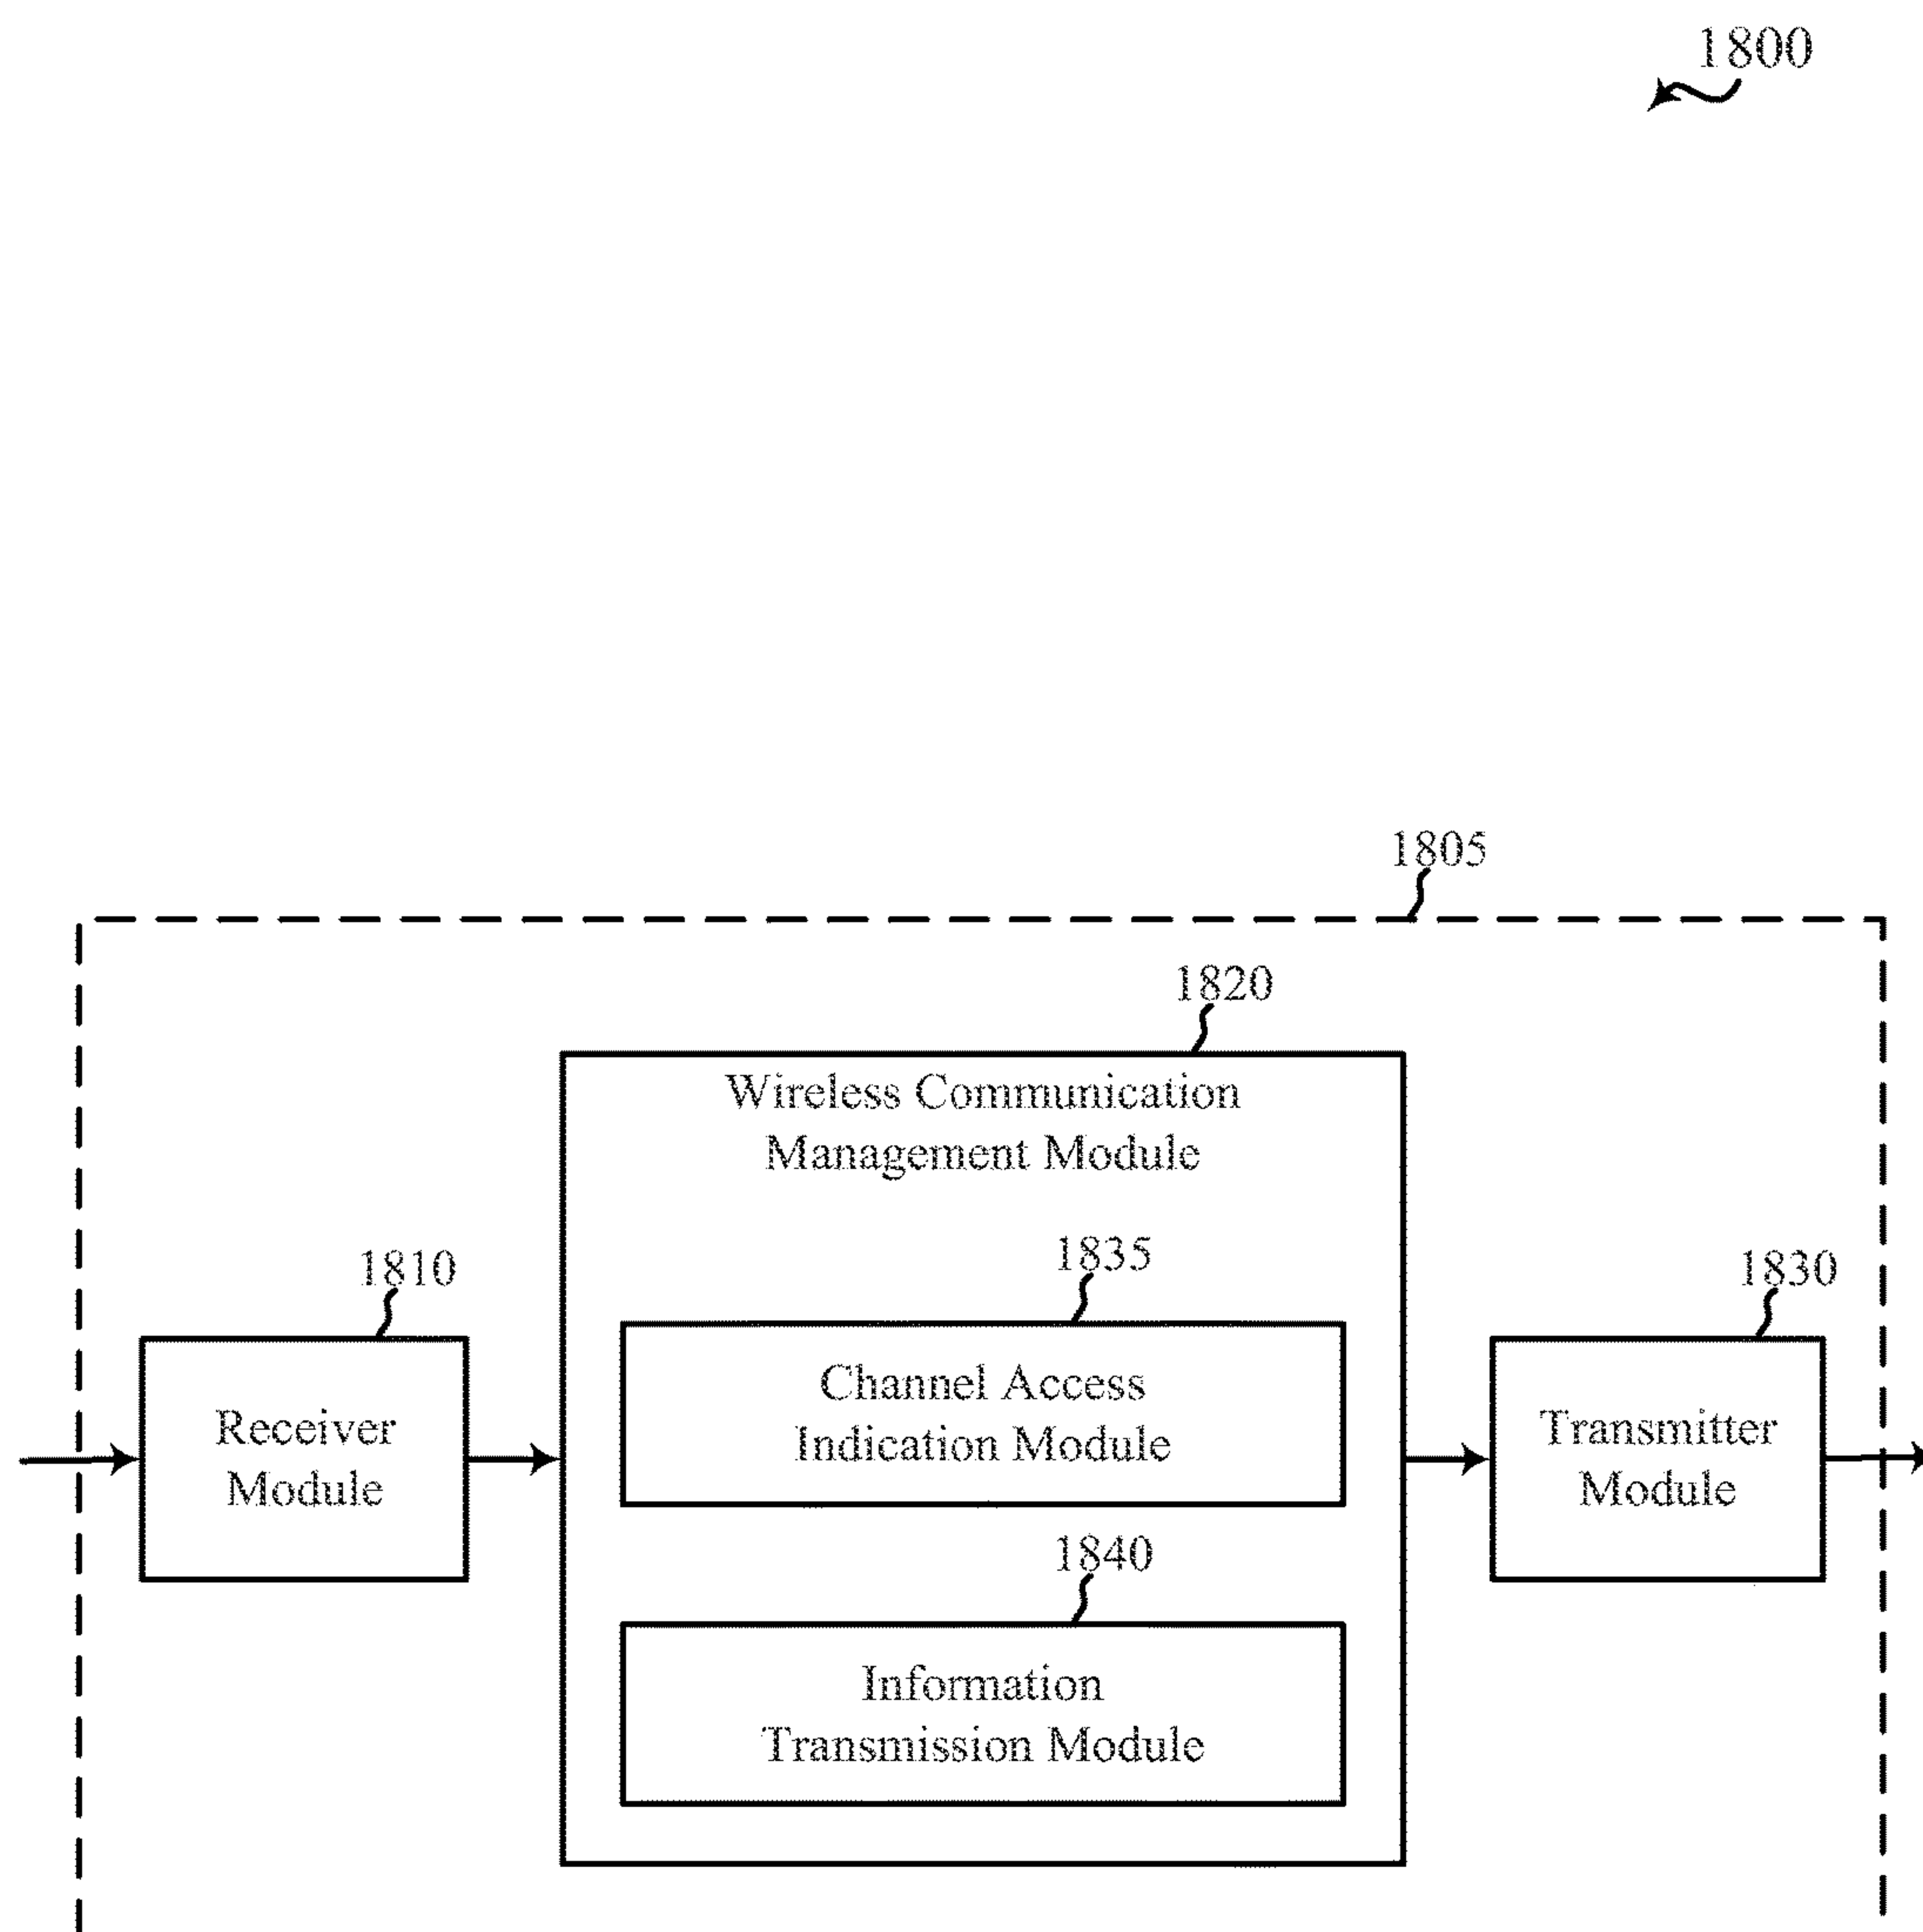 1800
1805
1820
Wireless Communication
Management Module
1810
1835
1830
Receiver
Module
Channel Access
Indication Module
Transmitter
Module
1840
Information
Transmission Module